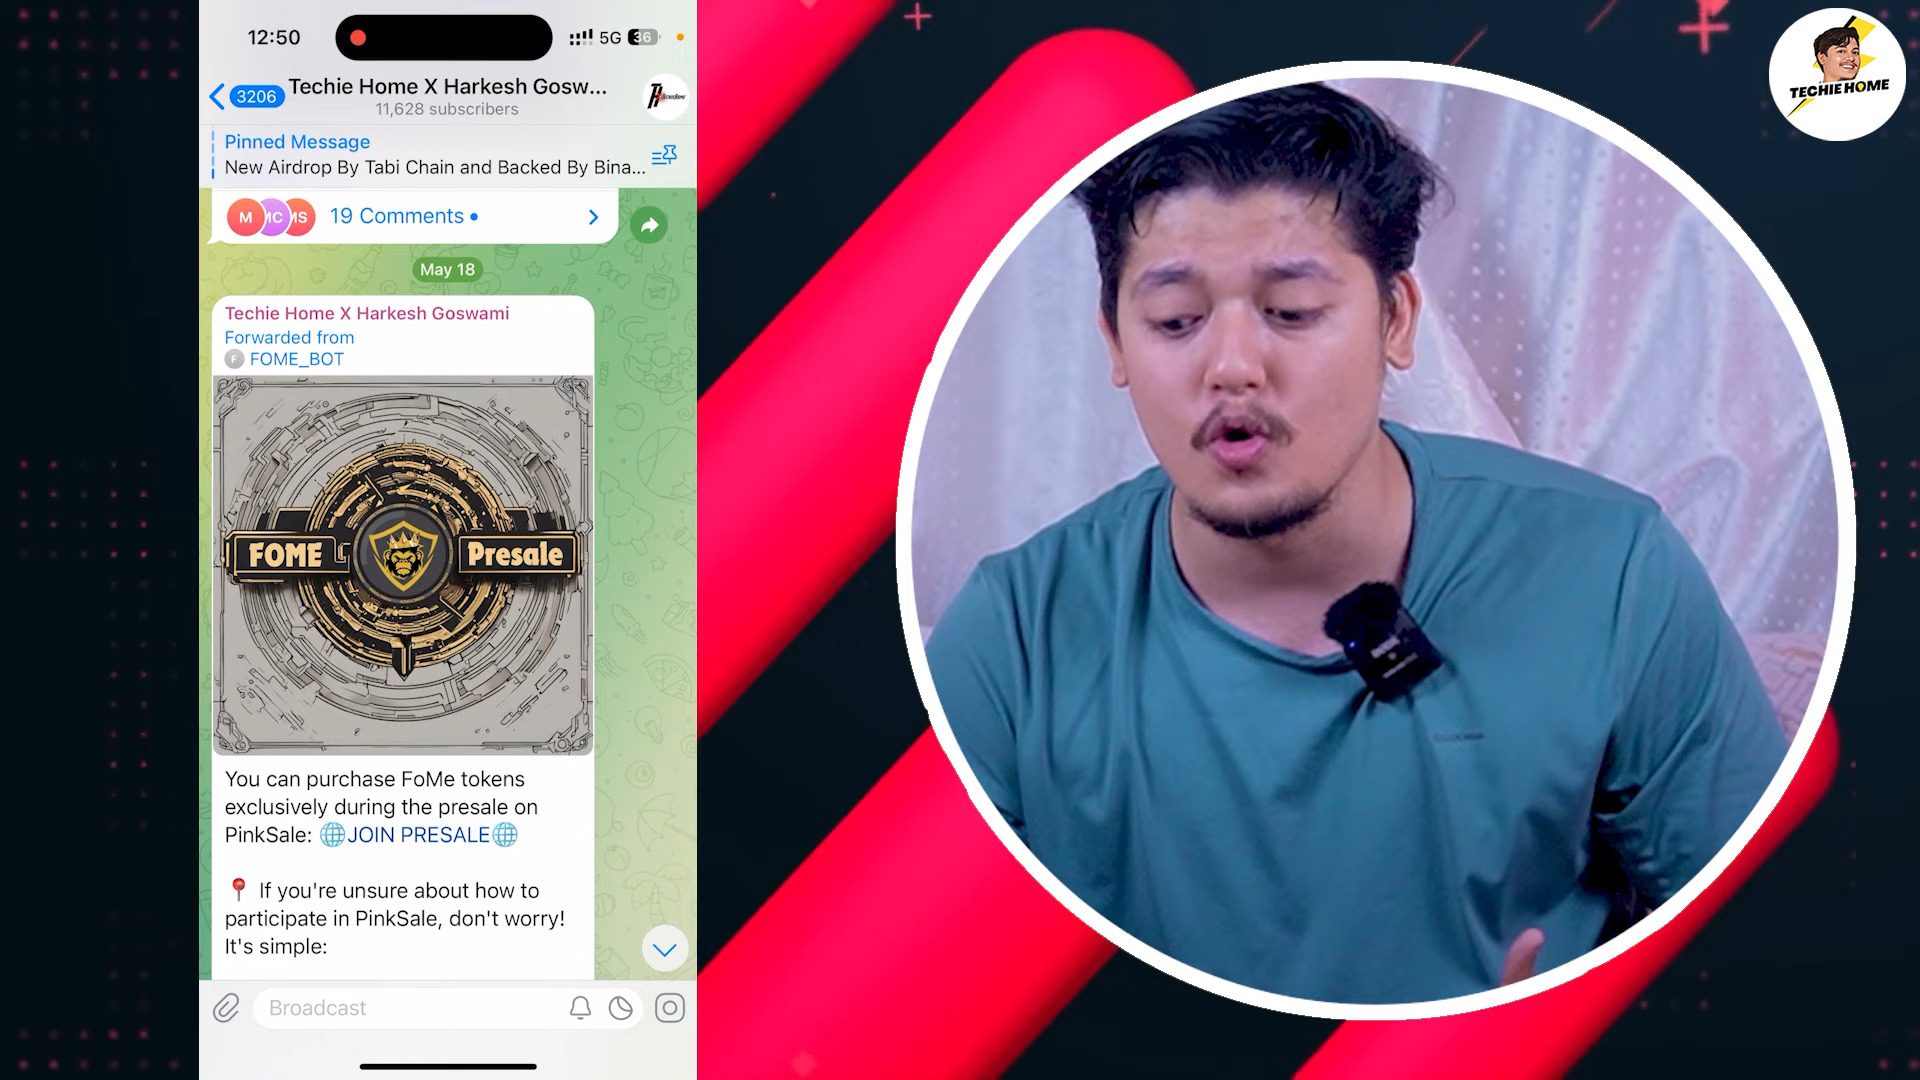 12:50
5G 36
3206
Techie Home X Harkesh Gosw...
11,628 subscribers
Pinned Message
New Airdrop By Tabi Chain and Backed By Bina...
M MC MS 19 Comments
May 18
Techie Home X Harkesh Goswami
Forwarded from
F FOME_BOT
FOME Presale
You can purchase FoMe tokens
exclusively during the presale on
PinkSale: 🌐JOIN PRESALE🌐
📍 If you're unsure about how to
participate in PinkSale, don't worry!
It's simple:
Broadcast
TECHIE HOME